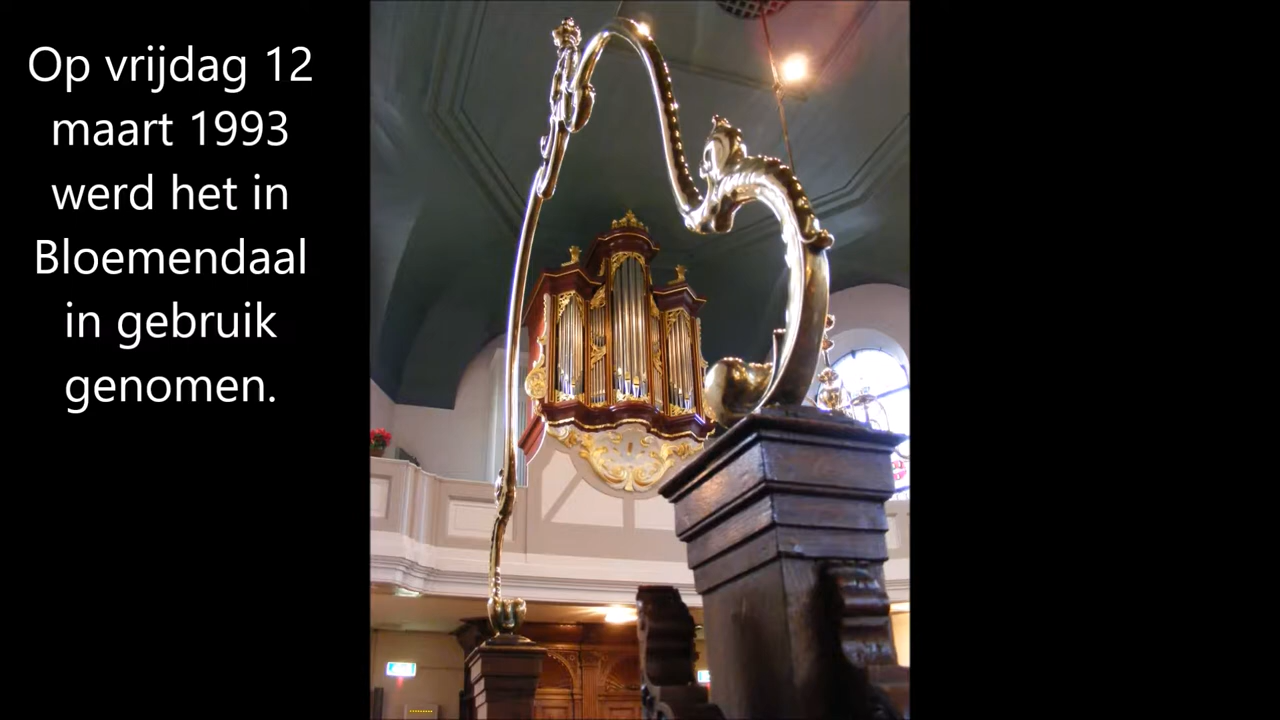 Op vrijdag 12
maart 1993
werd het in
Bloemendaal
in gebruik
genomen.